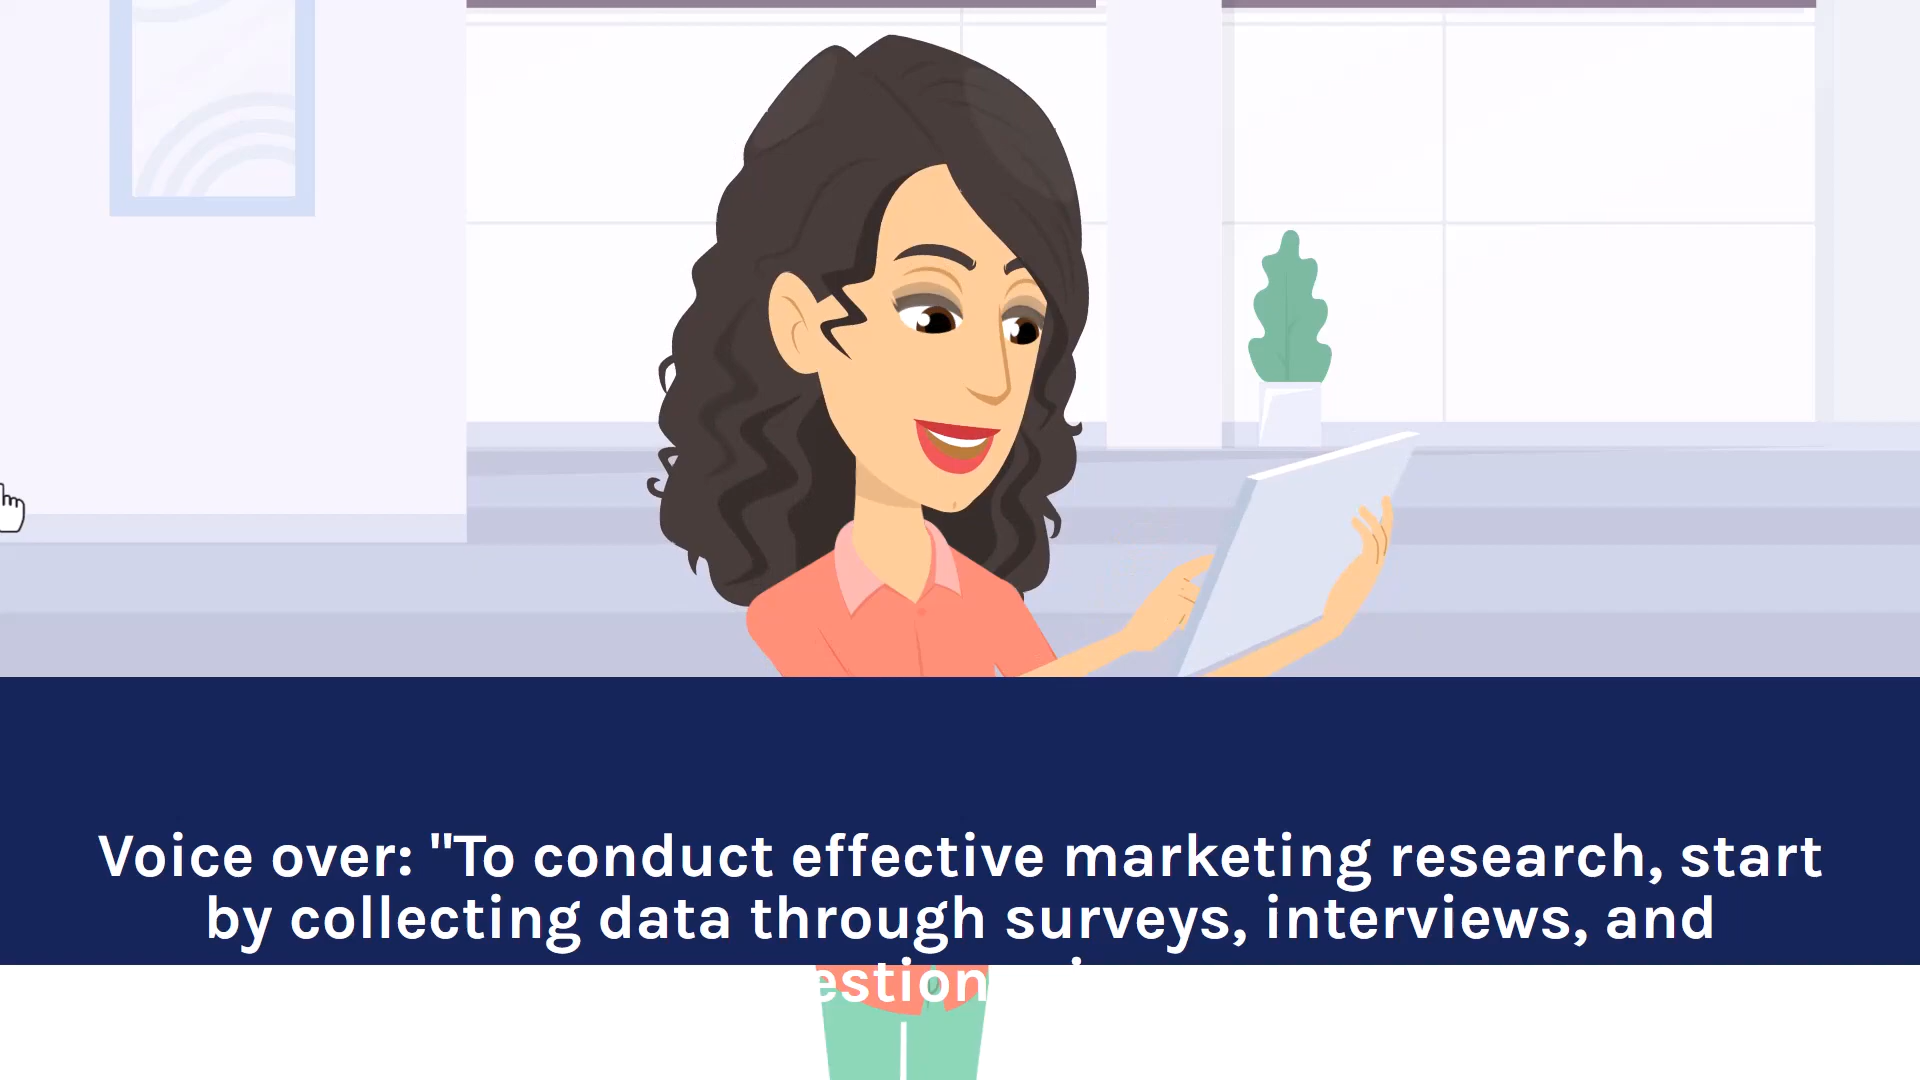 Voice over: "To conduct effective marketing research, start
by collecting data through surveys, interviews, and